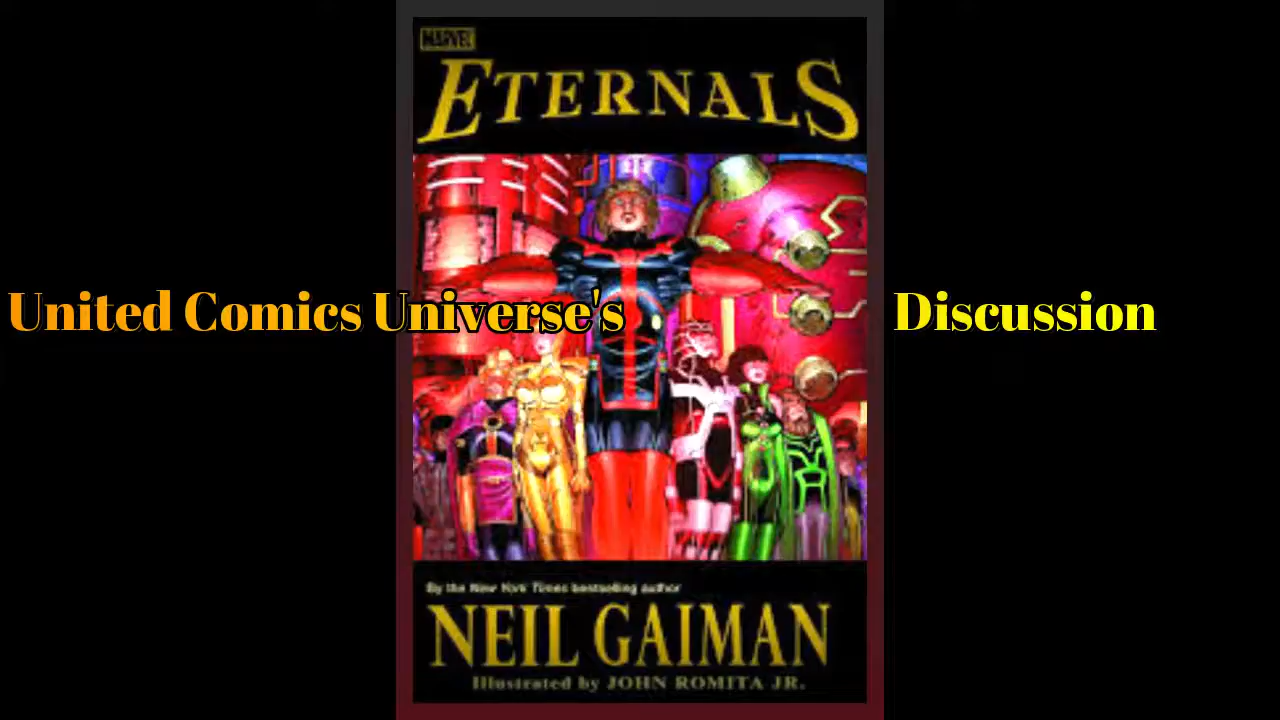 MARVEL
ETERNALS
United Comics Universe's
Discussion
By the New York Times bestselling author
NEIL GAIMAN
Illustrated by JOHN ROMITA JR.